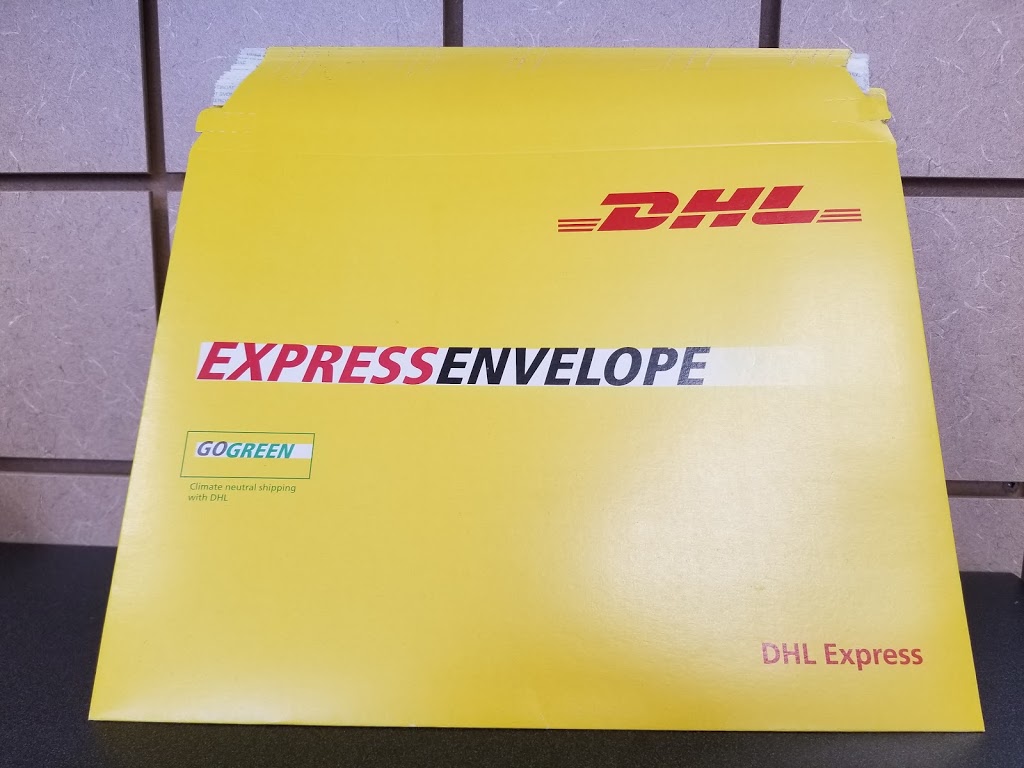 DHL
EXPRESSENVELOPE
GOGREEN
Climate neutral shipping
with DHL
DHL Express